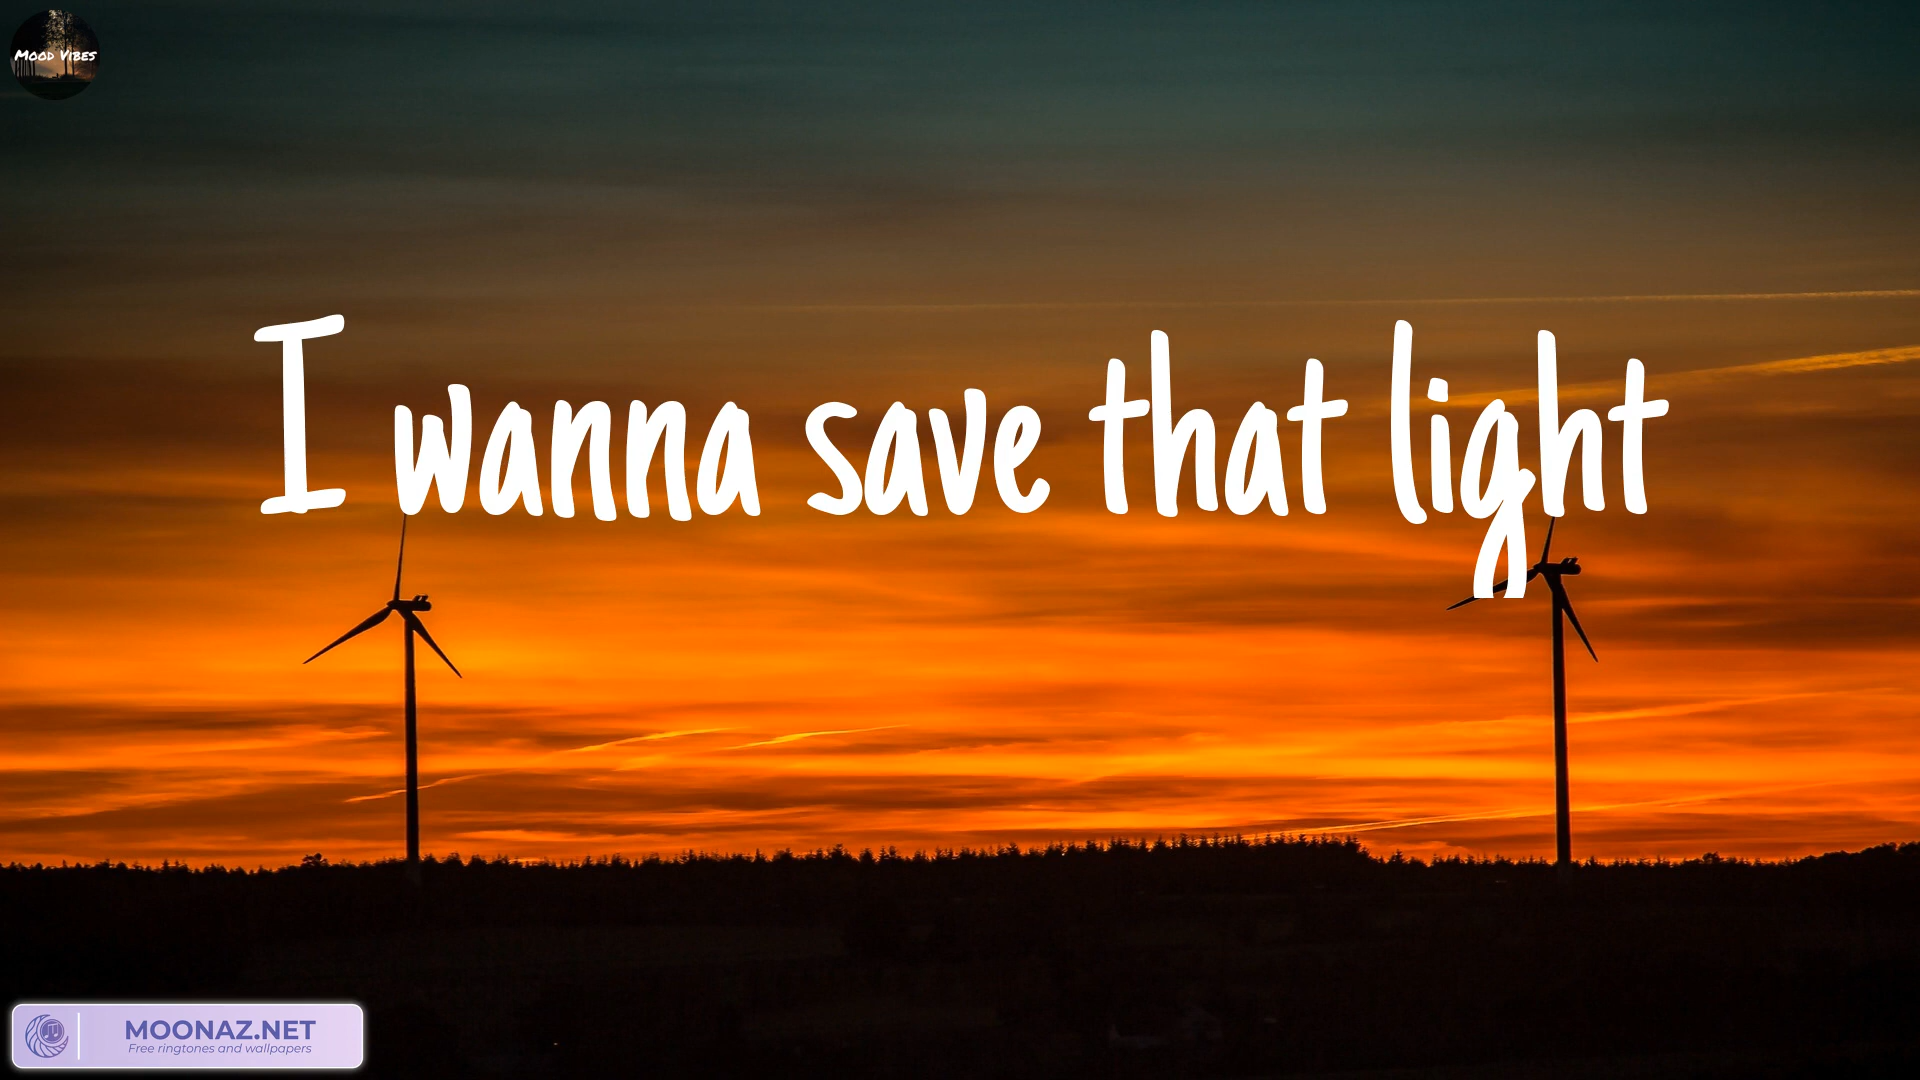 Mood Vibes
I wanna save that light
MOONAZ.NET
Free ringtones and wallpapers